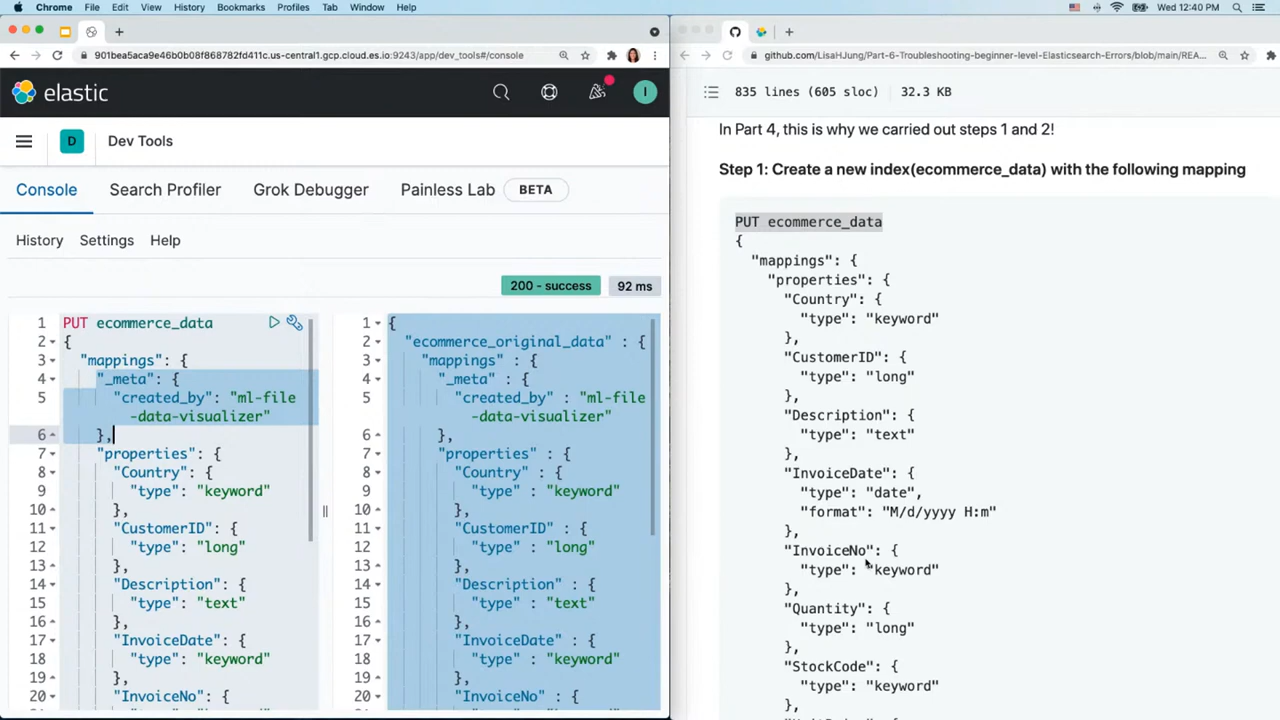 Chrome File Edit View History Bookmarks Profiles Tab Window Help Wed 12:40 PM
901bea5aca9e46b0b08f868782fd411c.us-central1.gcp.cloud.es.io:9243/app/dev_tools#/console
github.com/LisaHJung/Part-6-Troubleshooting-beginner-level-Elasticsearch-Errors/blob/main/REA...
elastic
I
D
Dev Tools
Console Search Profiler Grok Debugger Painless Lab BETA
History Settings Help
200 - success 92 ms
1 PUT ecommerce_data
2 {
3 "mappings": {
4 "_meta": {
5 "created_by": "ml-file
-data-visualizer"
6 },
7 "properties": {
8 "Country": {
9 "type": "keyword"
10 },
11 "CustomerID": {
12 "type": "long"
13 },
14 "Description": {
15 "type": "text"
16 },
17 "InvoiceDate": {
18 "type": "keyword"
19 },
20 "InvoiceNo": {
1 {
2 "ecommerce_original_data" : {
3 "mappings" : {
4 "_meta" : {
5 "created_by" : "ml-file
-data-visualizer"
6 },
7 "properties" : {
8 "Country" : {
9 "type" : "keyword"
10 },
11 "CustomerID" : {
12 "type" : "long"
13 },
14 "Description" : {
15 "type" : "text"
16 },
17 "InvoiceDate" : {
18 "type" : "keyword"
19 },
20 "InvoiceNo" : {
835 lines (605 sloc) 32.3 KB
In Part 4, this is why we carried out steps 1 and 2!
Step 1: Create a new index(ecommerce_data) with the following mapping
PUT ecommerce_data
{
"mappings": {
"properties": {
"Country": {
"type": "keyword"
},
"CustomerID": {
"type": "long"
},
"Description": {
"type": "text"
},
"InvoiceDate": {
"type": "date",
"format": "M/d/yyyy H:m"
},
"InvoiceNo": {
"type": "keyword"
},
"Quantity": {
"type": "long"
},
"StockCode": {
"type": "keyword"
},